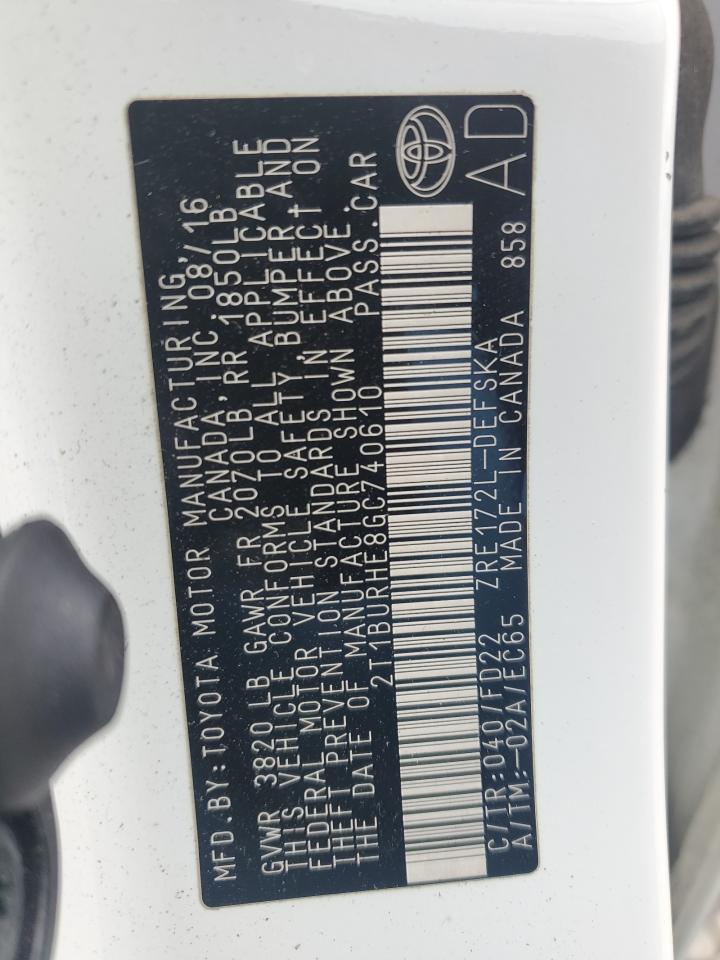 MFD.BY:TOYOTA MOTOR MANUFACTURING,
CANADA,INC. 08/16
GVWR 3820 LB GAWR FR 2070LB RR 1850LB
THIS VEHICLE CONFORMS TO ALL APPLICABLE
FEDERAL MOTOR VEHICLE SAFETY,BUMPER,AND
THEFT PREVENTION STANDARDS IN EFFECT ON
THE DATE OF MANUFACTURE SHOWN ABOVE.
2T1BURHE8GC740610 PASS.CAR
C/TR:040/FD22 ZRE172L—DEFSKA
A/TM:-02A/EC65 MADE IN CANADA 858
AD